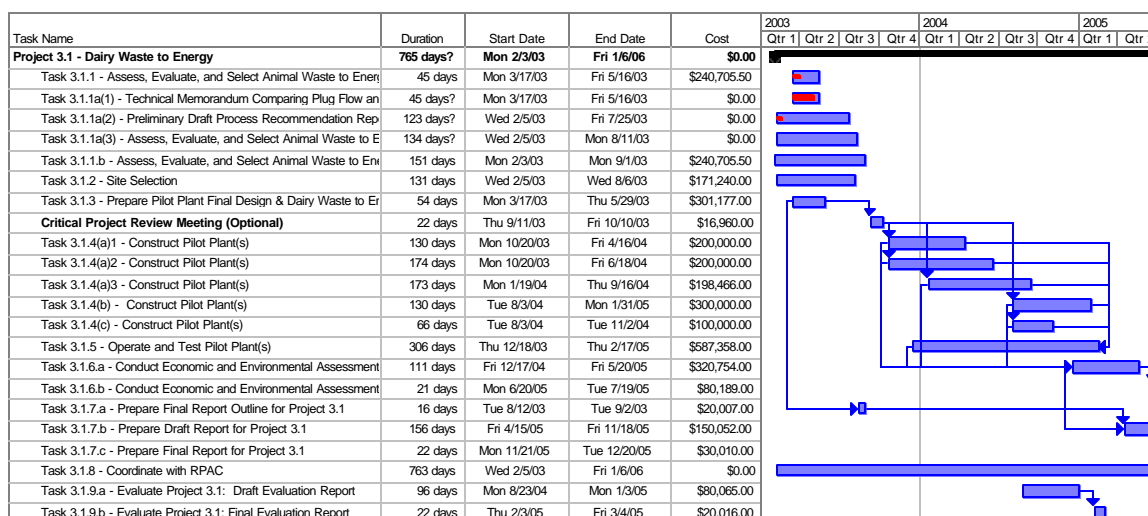 2003 2004 2005
Task Name Duration Start Date End Date Cost Qtr 1 Qtr 2 Qtr 3 Qtr 4 Qtr 1 Qtr 2 Qtr 3 Qtr 4 Qtr 1 Qtr
Project 3.1 - Dairy Waste to Energy 765 days? Mon 2/3/03 Fri 1/6/06 $0.00
Task 3.1.1 - Assess, Evaluate, and Select Animal Waste to Energ 45 days Mon 3/17/03 Fri 5/16/03 $240,705.50
Task 3.1.1a(1) - Technical Memorandum Comparing Plug Flow an 45 days? Mon 3/17/03 Fri 5/16/03 $0.00
Task 3.1.1a(2) - Preliminary Draft Process Recommendation Repo 123 days? Wed 2/5/03 Fri 7/25/03 $0.00
Task 3.1.1a(3) - Assess, Evaluate, and Select Animal Waste to E 134 days? Wed 2/5/03 Mon 8/11/03 $0.00
Task 3.1.1.b - Assess, Evaluate, and Select Animal Waste to Ene 151 days Mon 2/3/03 Mon 9/1/03 $240,705.50
Task 3.1.2 - Site Selection 131 days Wed 2/5/03 Wed 8/6/03 $171,240.00
Task 3.1.3 - Prepare Pilot Plant Final Design & Dairy Waste to Er 54 days Mon 3/17/03 Thu 5/29/03 $301,177.00
Critical Project Review Meeting (Optional) 22 days Thu 9/11/03 Fri 10/10/03 $16,960.00
Task 3.1.4(a)1 - Construct Pilot Plant(s) 130 days Mon 10/20/03 Fri 4/16/04 $200,000.00
Task 3.1.4(a)2 - Construct Pilot Plant(s) 174 days Mon 10/20/03 Fri 6/18/04 $200,000.00
Task 3.1.4(a)3 - Construct Pilot Plant(s) 173 days Mon 1/19/04 Thu 9/16/04 $198,466.00
Task 3.1.4(b) - Construct Pilot Plant(s) 130 days Tue 8/3/04 Mon 1/31/05 $300,000.00
Task 3.1.4(c) - Construct Pilot Plant(s) 66 days Tue 8/3/04 Tue 11/2/04 $100,000.00
Task 3.1.5 - Operate and Test Pilot Plant(s) 306 days Thu 12/18/03 Thu 2/17/05 $587,358.00
Task 3.1.6.a - Conduct Economic and Environmental Assessment 111 days Fri 12/17/04 Fri 5/20/05 $320,754.00
Task 3.1.6.b - Conduct Economic and Environmental Assessment 21 days Mon 6/20/05 Tue 7/19/05 $80,189.00
Task 3.1.7.a - Prepare Final Report Outline for Project 3.1 16 days Tue 8/12/03 Tue 9/2/03 $20,007.00
Task 3.1.7.b - Prepare Draft Report for Project 3.1 156 days Fri 4/15/05 Fri 11/18/05 $150,052.00
Task 3.1.7.c - Prepare Final Report for Project 3.1 22 days Mon 11/21/05 Tue 12/20/05 $30,010.00
Task 3.1.8 - Coordinate with RPAC 763 days Wed 2/5/03 Fri 1/6/06 $0.00
Task 3.1.9.a - Evaluate Project 3.1: Draft Evaluation Report 96 days Mon 8/23/04 Mon 1/3/05 $80,065.00
Task 3.1.9.b - Evaluate Project 3.1: Final Evaluation Report 22 days Thu 2/3/05 Fri 3/4/05 $20,016.00